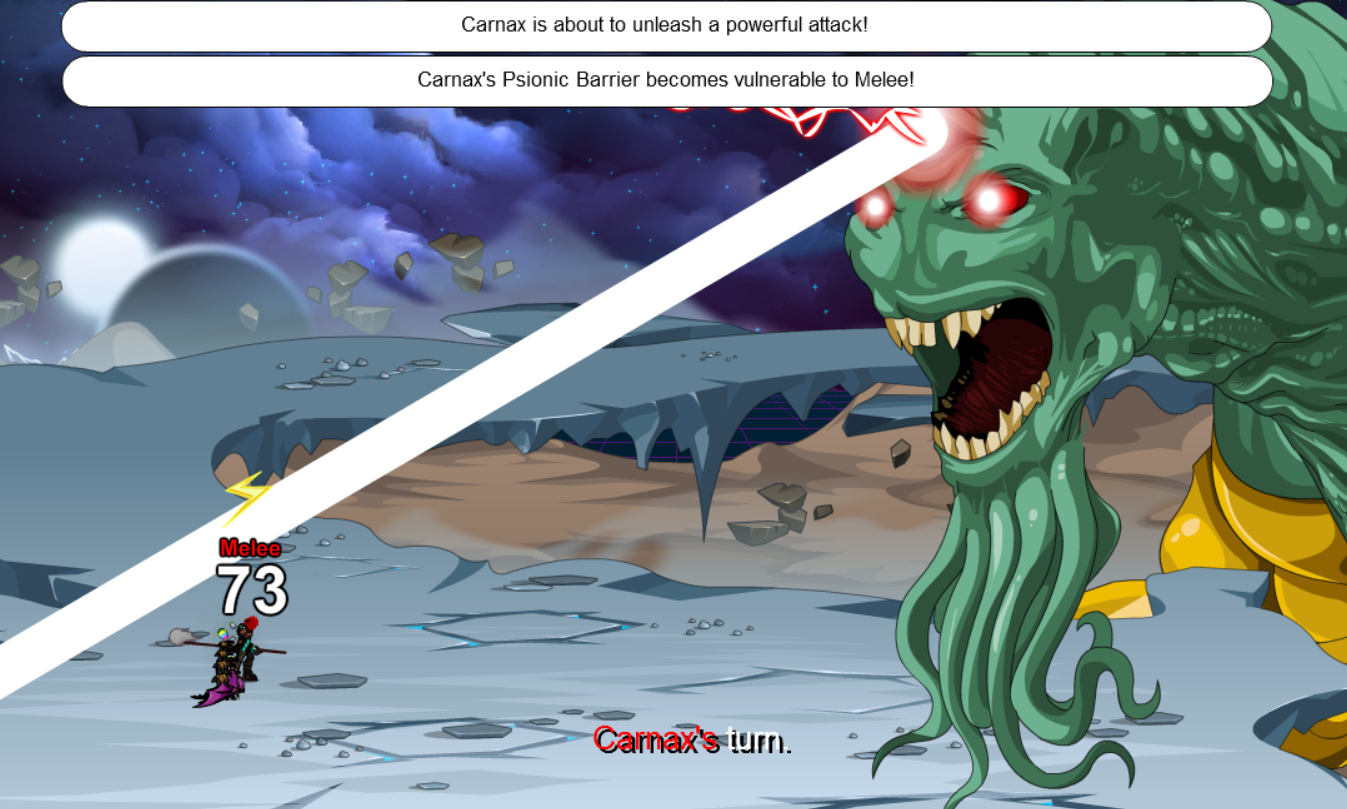 Carnax is about to unleash a powerful attack!
Carnax's Psionic Barrier becomes vulnerable to Melee!
Melee
73
Carnax's turn.